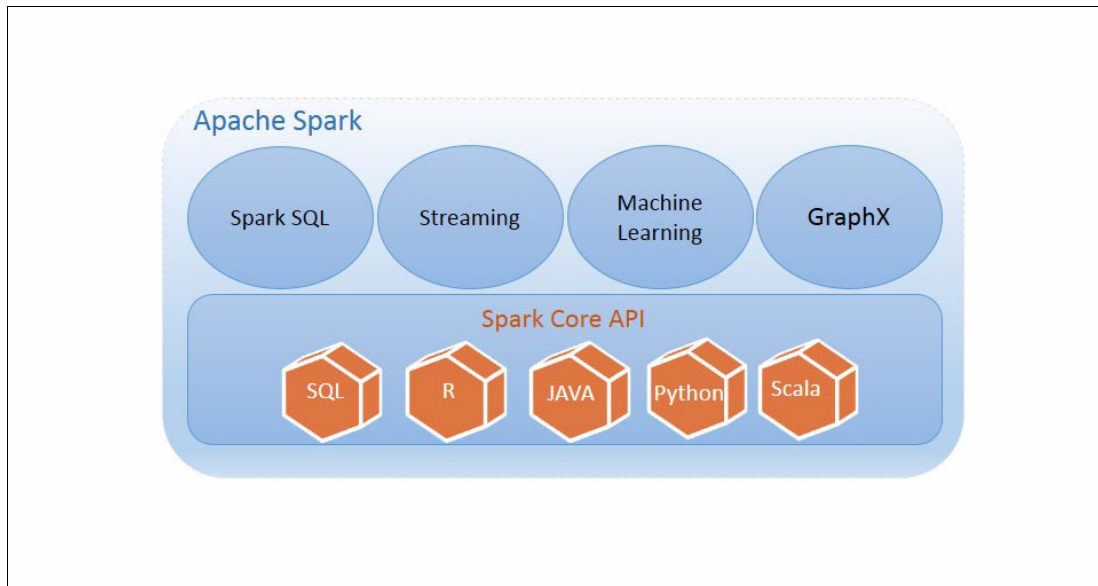 Apache Spark
Spark SQL
Streaming
Machine
Learning
GraphX
Spark Core API
SQL
R
JAVA
Python
Scala